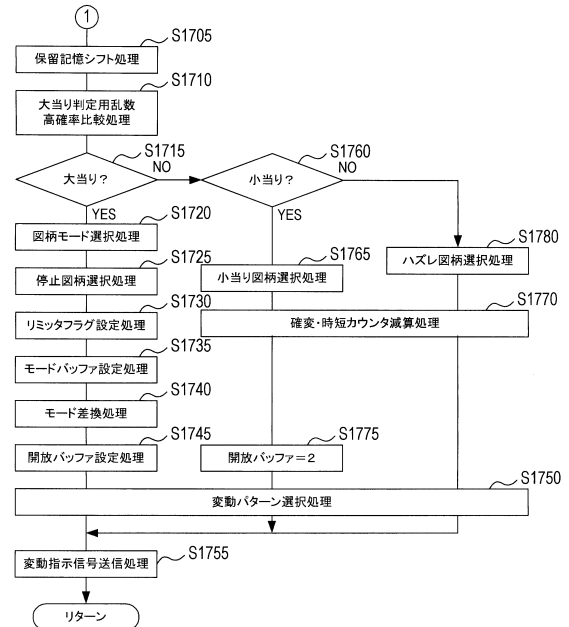 1
S1705
保留記憶シフト処理
S1710
大当り判定用乱数
高確率比較処理
S1715
大当り?
NO
YES
S1760
小当り?
NO
YES
S1720
図柄モード選択処理
S1725
停止図柄選択処理
S1765
小当り図柄選択処理
S1780
ハズレ図柄選択処理
S1730
リミッタフラグ設定処理
S1770
確変・時短カウンタ減算処理
S1735
モードバッファ設定処理
S1740
モード差換処理
S1745
開放バッファ設定処理
S1775
開放バッファ=2
S1750
変動パターン選択処理
S1755
変動指示信号送信処理
リターン